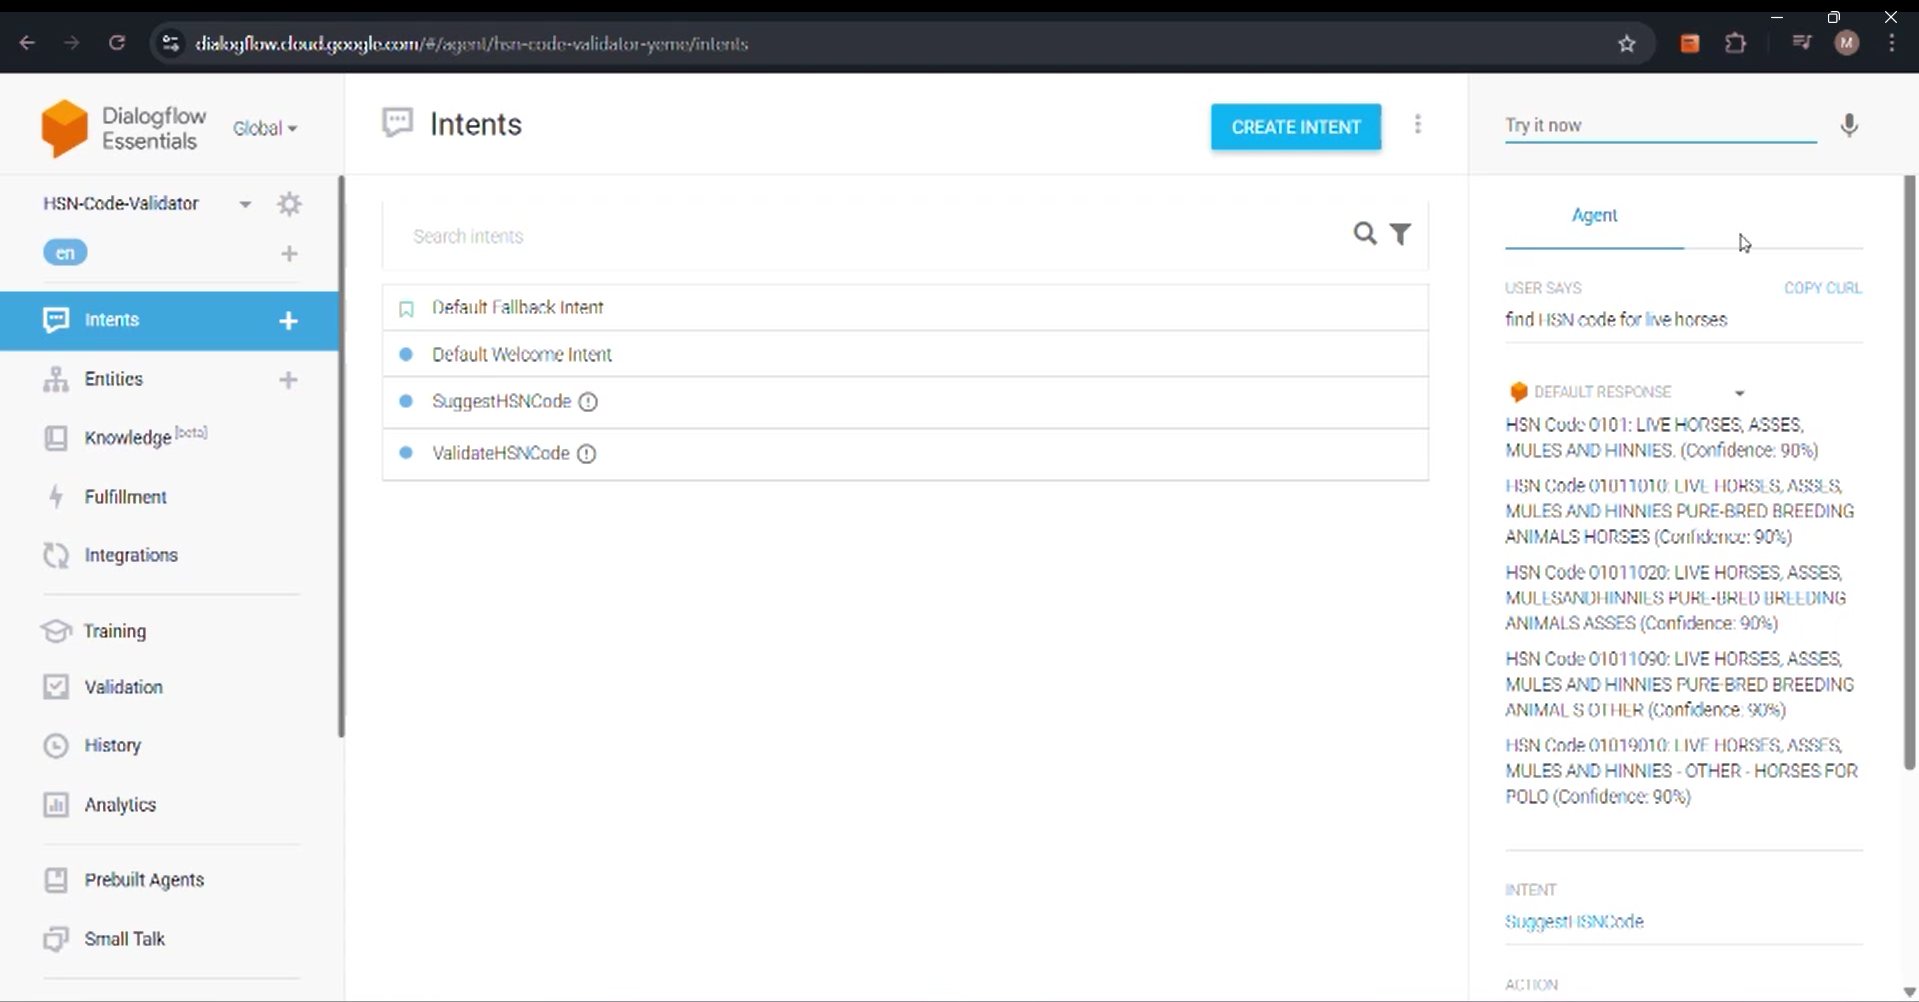 dialogflow.cloud.google.com/#/agent/hsn-code-validator-yeme/intents
M
Dialogflow
Essentials
Global
HSN-Code-Validator
en
Intents
Entities
Knowledge [beta]
Fulfillment
Integrations
Training
Validation
History
Analytics
Prebuilt Agents
Small Talk
Intents
CREATE INTENT
Search intents
Default Fallback Intent
Default Welcome Intent
SuggestHSNCode
ValidateHSNCode
Try it now
Agent
USER SAYS
COPY CURL
find HSN code for live horses
DEFAULT RESPONSE
HSN Code 0101: LIVE HORSES, ASSES,
MULES AND HINNIES. (Confidence: 90%)
HSN Code 01011010: LIVE HORSES, ASSES,
MULES AND HINNIES PURE-BRED BREEDING
ANIMALS HORSES (Confidence: 90%)
HSN Code 01011020: LIVE HORSES, ASSES,
MULESANDHINNIES PURE-BRED BREEDING
ANIMALS ASSES (Confidence: 90%)
HSN Code 01011090: LIVE HORSES, ASSES,
MULES AND HINNIES PURE-BRED BREEDING
ANIMALS OTHER (Confidence: 90%)
HSN Code 01019010: LIVE HORSES, ASSES,
MULES AND HINNIES - OTHER - HORSES FOR
POLO (Confidence: 90%)
INTENT
SuggestHSNCode
ACTION